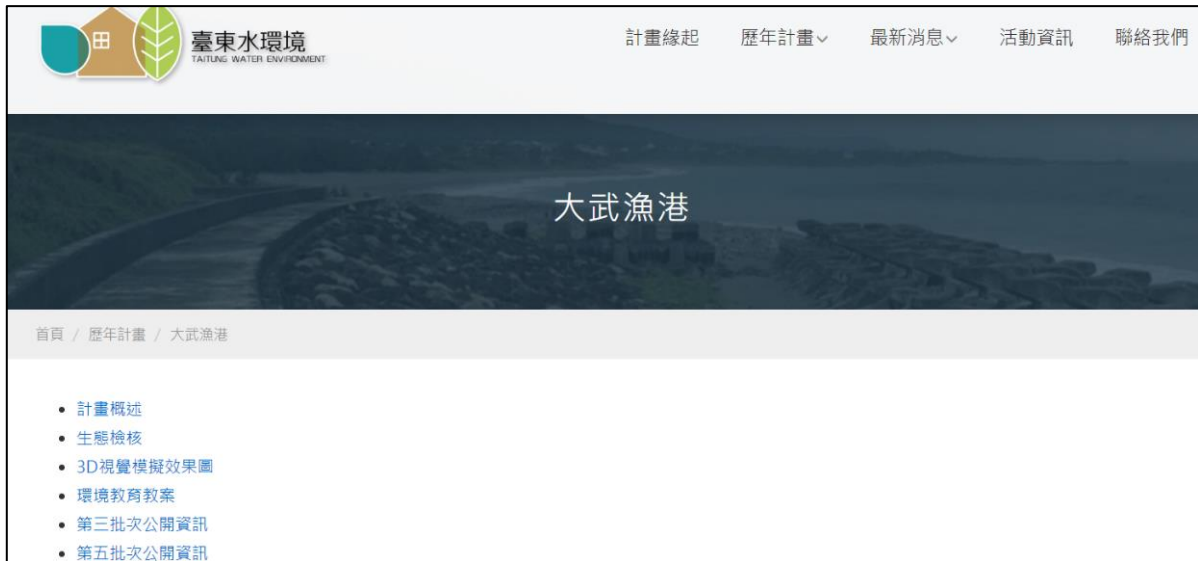 臺東水環境
TAITUNG WATER ENVIRONMENT
計畫緣起 歷年計畫 最新消息 活動資訊 聯絡我們
大武漁港
首頁 / 歷年計畫 / 大武漁港
計畫概述
生態檢核
3D視覺模擬效果圖
環境教育教案
第三批次公開資訊
第五批次公開資訊